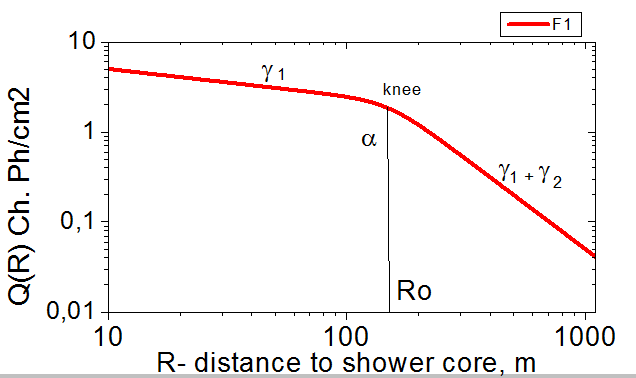 F1
10
1
0,1
0,01
Q(R) Ch. Ph/cm2
γ1
knee
α
γ1 + γ2
Ro
10
100
1000
R- distance to shower core, m